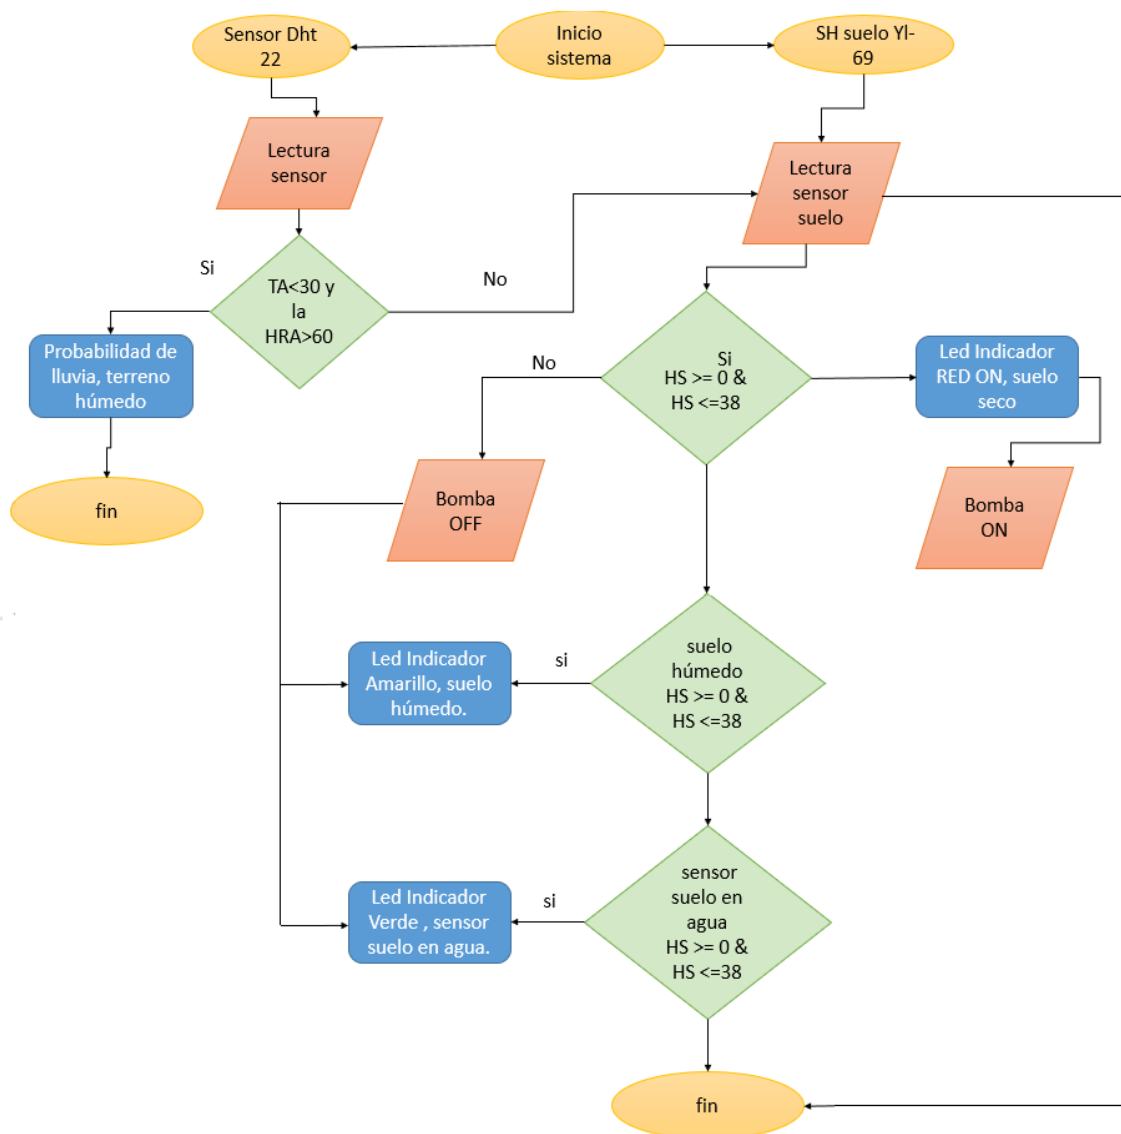 Sensor Dht
22
Inicio
sistema
SH suelo Yl-
69
Lectura
sensor
Lectura
sensor
suelo
Si
TA<30 y
la
HRA>60
No
Probabilidad de
lluvia, terreno
húmedo
No
Si
HS >= 0 &
HS <=38
Led Indicador
RED ON, suelo
seco
fin
Bomba
OFF
Bomba
ON
Led Indicador
Amarillo, suelo
húmedo.
si
suelo
húmedo
HS >= 0 &
HS <=38
Led Indicador
Verde , sensor
suelo en agua.
si
sensor
suelo en
agua
HS >= 0 &
HS <=38
fin